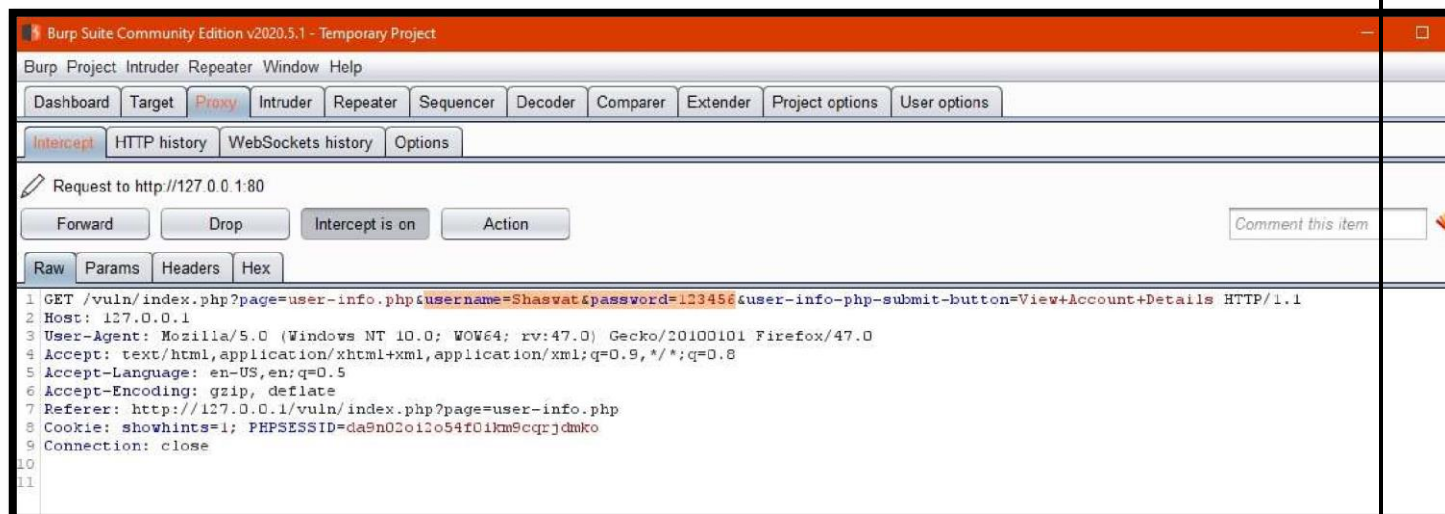 Burp Suite Community Edition v2020.5.1 - Temporary Project
Burp Project Intruder Repeater Window Help
Dashboard Target Proxy Intruder Repeater Sequencer Decoder Comparer Extender Project options User options
Intercept HTTP history WebSockets history Options
Request to http://127.0.0.1:80
Forward Drop Intercept is on Action Comment this item
Raw Params Headers Hex
1 GET /vuln/index.php?page=user-info.php&username=Shaswat&password=123456&user-info-php-submit-button=View+Account+Details HTTP/1.1
2 Host: 127.0.0.1
3 User-Agent: Mozilla/5.0 (Windows NT 10.0; WOW64; rv:47.0) Gecko/20100101 Firefox/47.0
4 Accept: text/html,application/xhtml+xml,application/xml;q=0.9,*/*;q=0.8
5 Accept-Language: en-US,en;q=0.5
6 Accept-Encoding: gzip, deflate
7 Referer: http://127.0.0.1/vuln/index.php?page=user-info.php
8 Cookie: showhints=1; PHPSESSID=da9n02oi2o54f0ikm9cqrjdmko
9 Connection: close
10
11